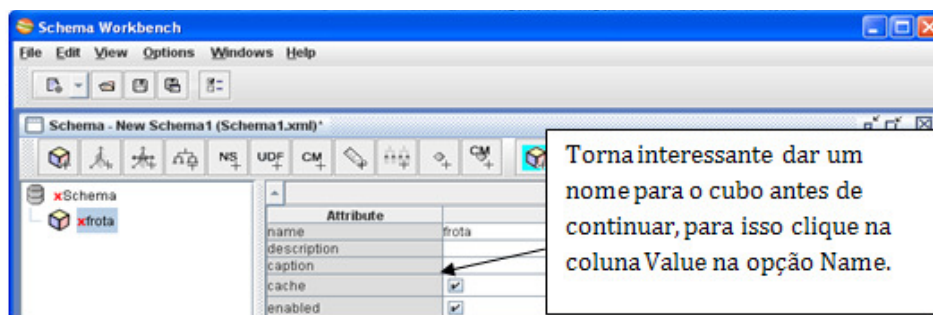 Schema Workbench
File Edit View Options Windows Help
Schema - New Schema1 (Schema1.xml)*
NS UDF CM CM
xSchema
xfrota
Attribute
name frota
description
caption
cache
enabled
Torna interessante dar um
nome para o cubo antes de
continuar, para isso clique na
coluna Value na opção Name.